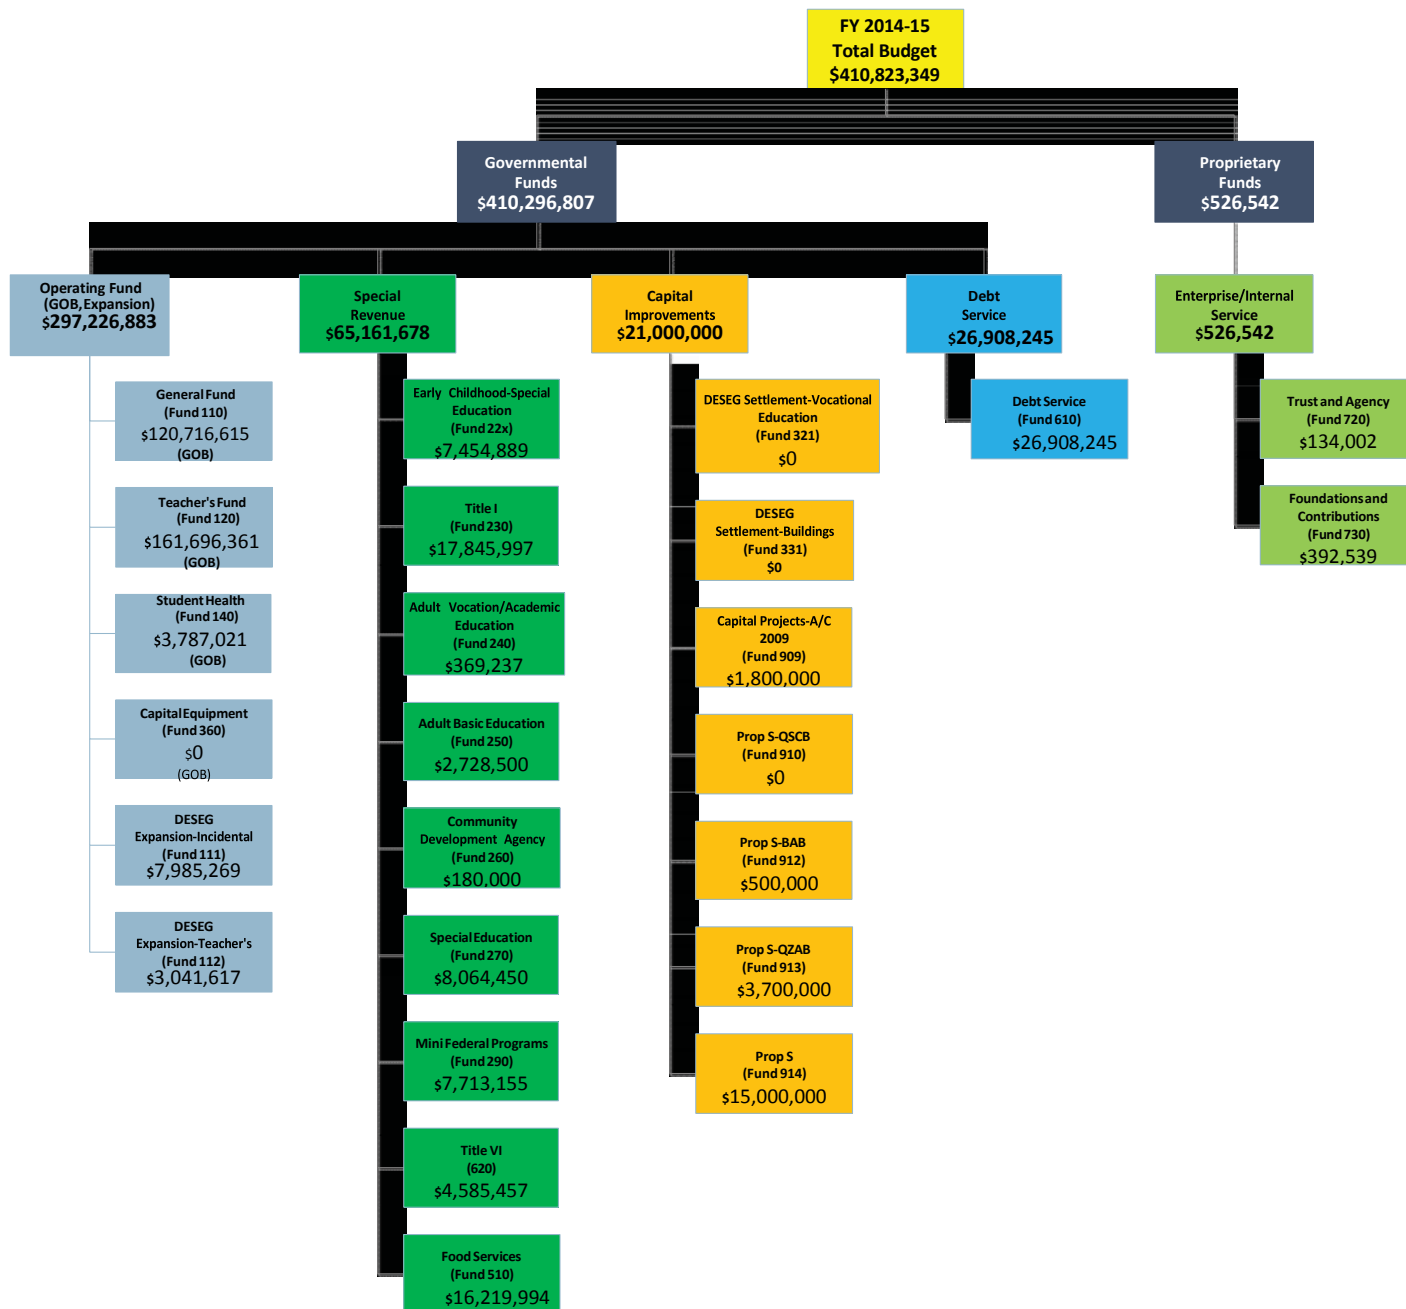 FY 2014-15
Total Budget
$410,823,349
Governmental
Funds
$410,296,807
Proprietary
Funds
$526,542
Operating Fund
(GOB,Expansion)
$297,226,883
Special
Revenue
$65,161,678
Capital
Improvements
$21,000,000
Debt
Service
$26,908,245
Enterprise/Internal
Service
$526,542
General Fund
(Fund 110)
$120,716,615
(GOB)
Teacher's Fund
(Fund 120)
$161,696,361
(GOB)
Student Health
(Fund 140)
$3,787,021
(GOB)
Capital Equipment
(Fund 360)
$0
(GOB)
DESEG
Expansion-Incidental
(Fund 111)
$7,985,269
DESEG
Expansion-Teacher's
(Fund 112)
$3,041,617
Early Childhood-Special
Education
(Fund 22x)
$7,454,889
Title I
(Fund 230)
$17,845,997
Adult Vocation/Academic
Education
(Fund 240)
$369,237
Adult Basic Education
(Fund 250)
$2,728,500
Community
Development Agency
(Fund 260)
$180,000
Special Education
(Fund 270)
$8,064,450
Mini Federal Programs
(Fund 290)
$7,713,155
Title VI
(620)
$4,585,457
Food Services
(Fund 510)
$16,219,994
DESEG Settlement-Vocational
Education
(Fund 321)
$0
DESEG
Settlement-Buildings
(Fund 331)
$0
Capital Projects-A/C
2009
(Fund 909)
$1,800,000
Prop S-QSCB
(Fund 910)
$0
Prop S-BAB
(Fund 912)
$500,000
Prop S-QZAB
(Fund 913)
$3,700,000
Prop S
(Fund 914)
$15,000,000
Debt Service
(Fund 610)
$26,908,245
Trust and Agency
(Fund 720)
$134,002
Foundations and
Contributions
(Fund 730)
$392,539